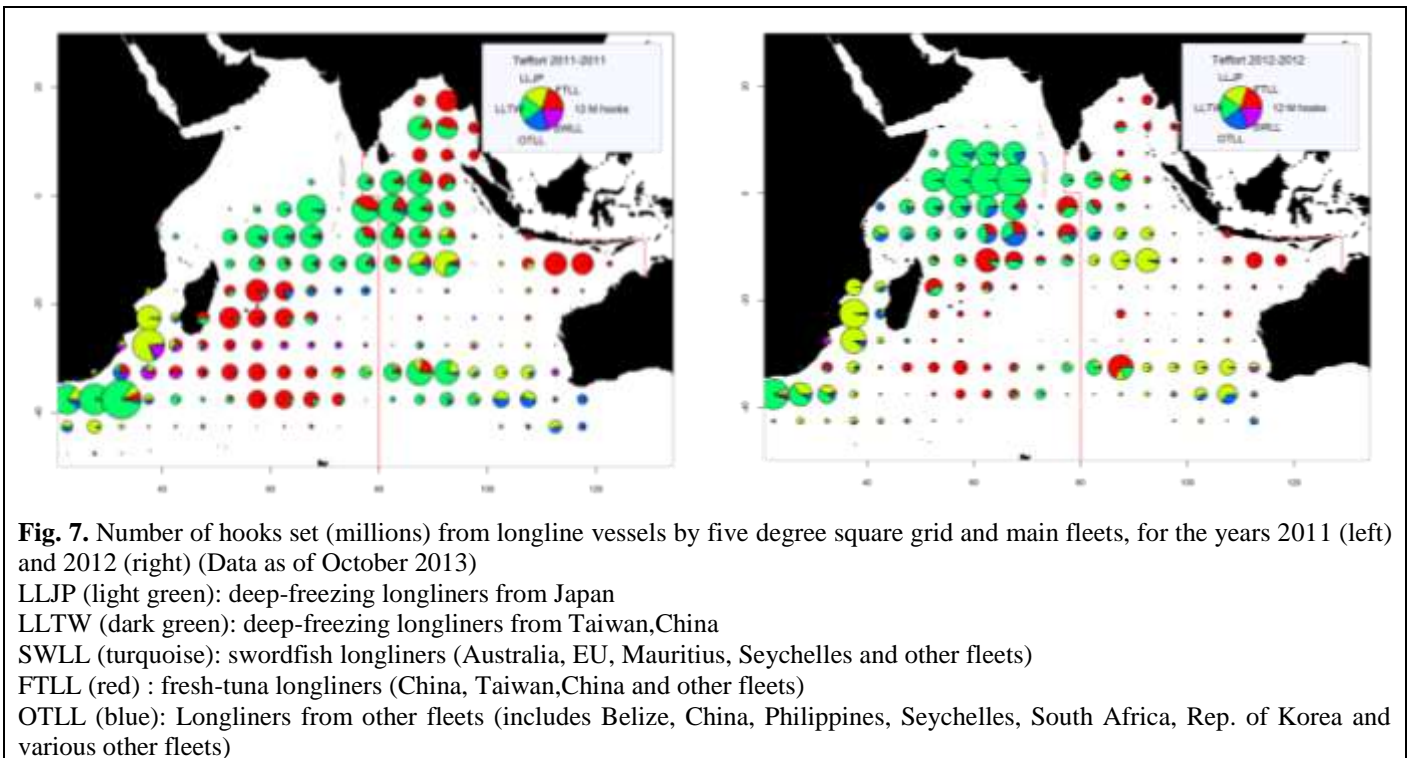 Teffort 2011-2011
LLJP
FTLL
LLTW
12 M hooks
SWLL
OTLL
40
60
80
100
120
Teffort 2012-2012
LLJP
FTLL
LLTW
12 M hooks
SWLL
OTLL
40
60
80
100
120
Fig. 7. Number of hooks set (millions) from longline vessels by five degree square grid and main fleets, for the years 2011 (left)
and 2012 (right) (Data as of October 2013)
LLJP (light green): deep-freezing longliners from Japan
LLTW (dark green): deep-freezing longliners from Taiwan,China
SWLL (turquoise): swordfish longliners (Australia, EU, Mauritius, Seychelles and other fleets)
FTLL (red) : fresh-tuna longliners (China, Taiwan,China and other fleets)
OTLL (blue): Longliners from other fleets (includes Belize, China, Philippines, Seychelles, South Africa, Rep. of Korea and
various other fleets)